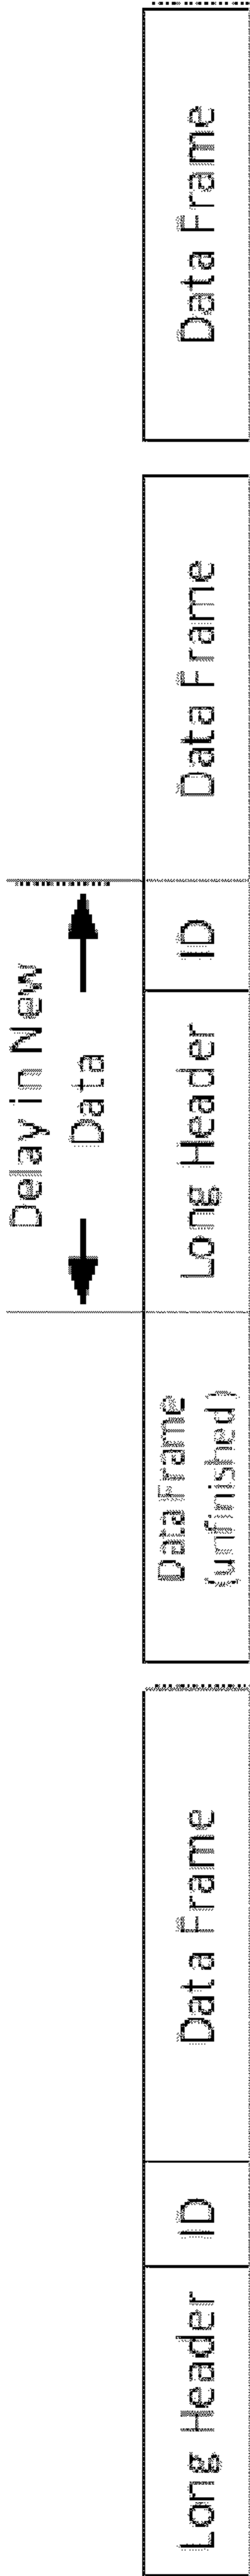 Delay in New
Data
Long Header
ID
Data Frame
Data Frame
(unfinished)
Long Header
ID
Data Frame
Data Frame